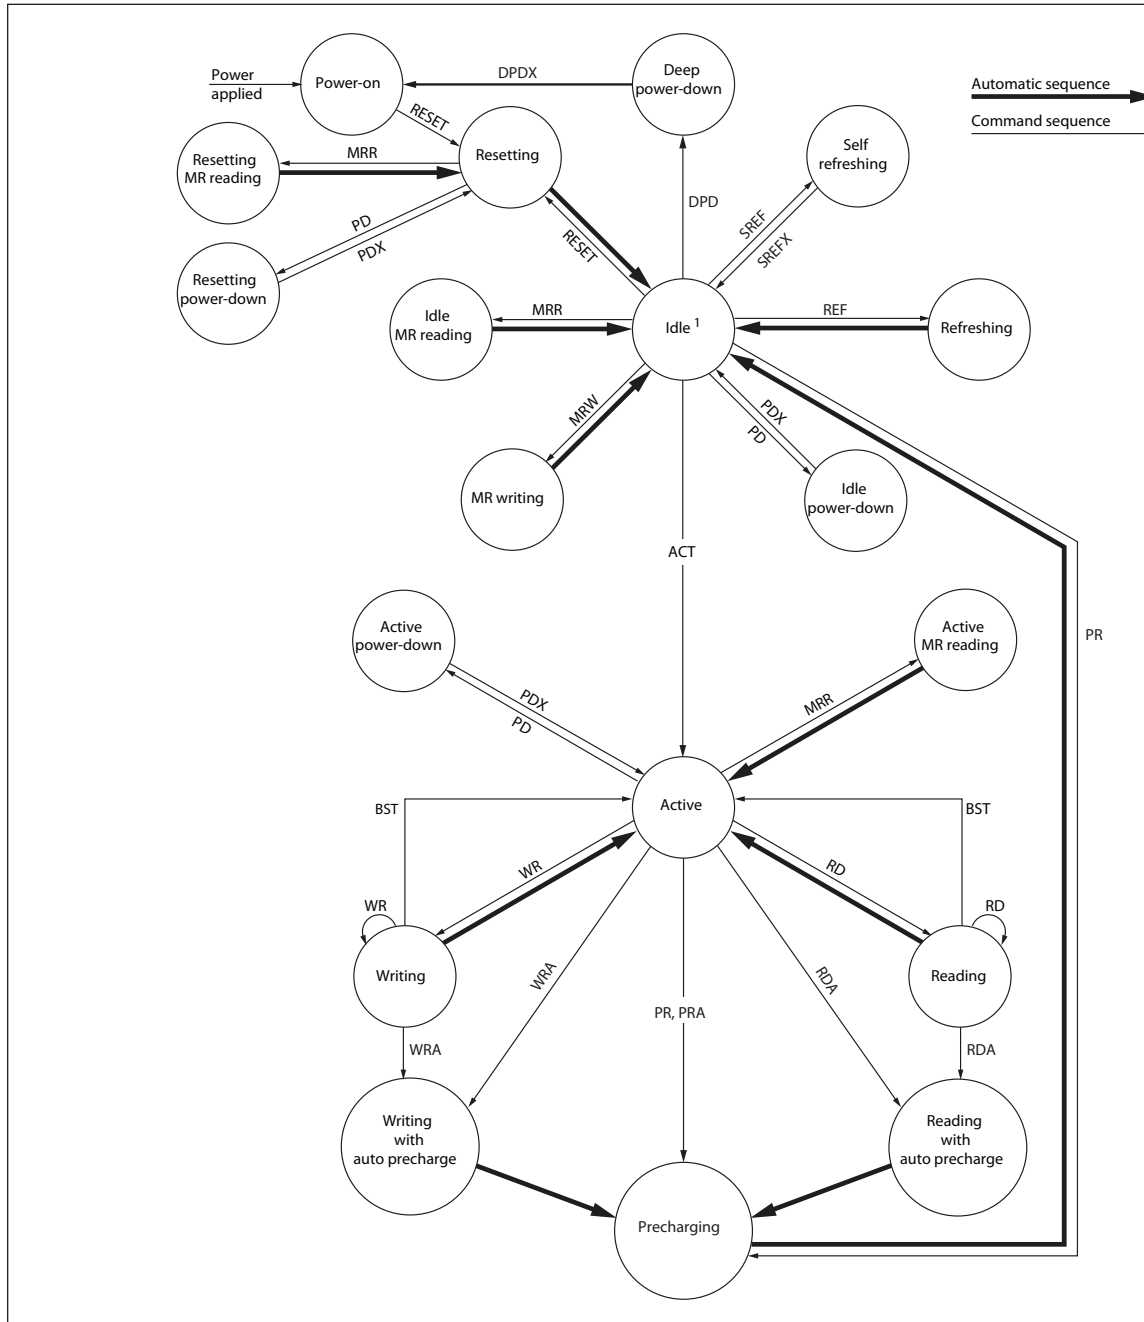 Power
applied
Power-on
DPDX
Deep
power-down
Automatic sequence
Command sequence
RESET
Resetting
MR reading
MRR
Resetting
Self
refreshing
PD
PDX
DPD
SREF
SREFX
RESET
Resetting
power-down
Idle
MR reading
MRR
Idle 1
REF
Refreshing
MRW
PDX
PD
MR writing
Idle
power-down
ACT
Active
power-down
Active
MR reading
PR
PDX
PD
MRR
BST
Active
BST
WR
RD
WR
RD
Writing
WRA
RDA
Reading
PR, PRA
WRA
RDA
Writing
with
auto precharge
Reading
with
auto precharge
Precharging